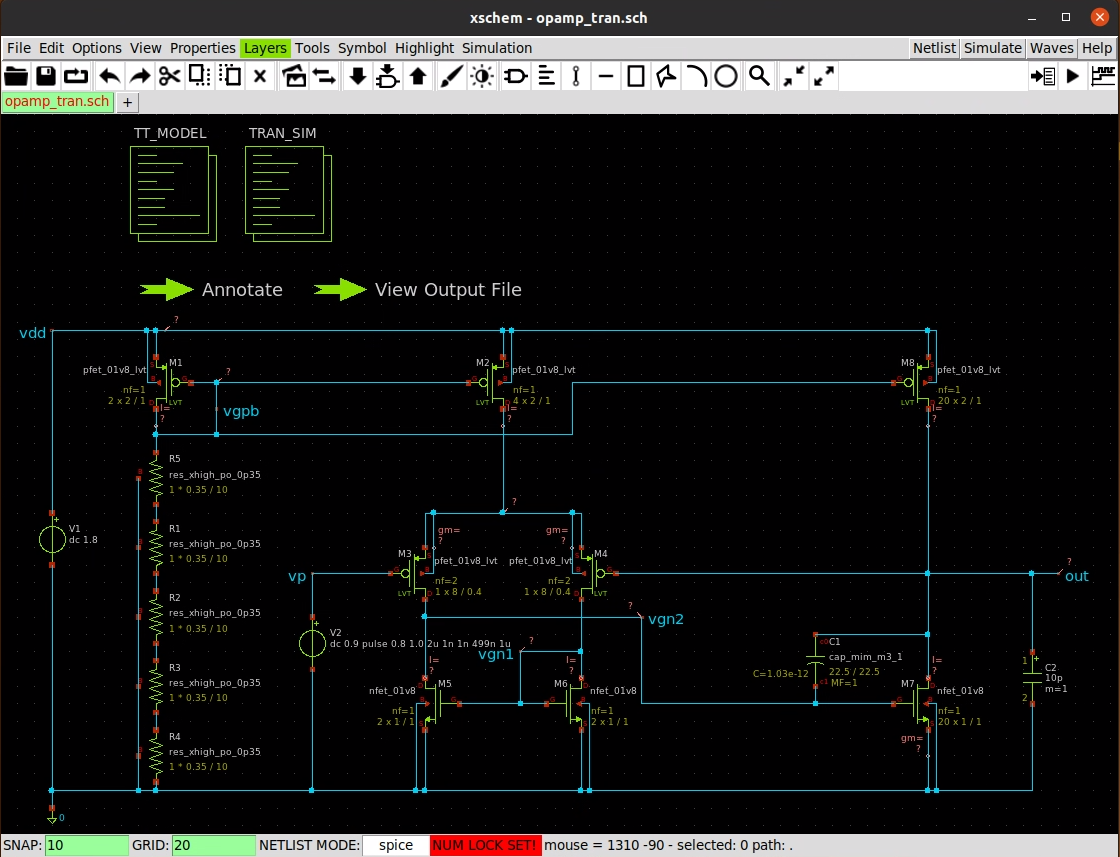 xschem - opamp_tran.sch
File Edit Options View Properties Layers Tools Symbol Highlight Simulation Netlist Simulate Waves Help
opamp_tran.sch +
TT_MODEL TRAN_SIM
Annotate View Output File
vdd ?
M1 M2 M8
pfet_01v8_lvt ? pfet_01v8_lvt pfet_01v8_lvt
nf=1 nf=1 nf=1
2 x 2 / 1 LVT LVT 4 x 2 / 1 LVT 20 x 2 / 1
I= I= I=
? vgpb ? ?
R5
res_xhigh_po_0p35
1 * 0.35 / 10
?
V1 R1 gm= gm=
dc 1.8 res_xhigh_po_0p35 ? ?
1 * 0.35 / 10
M3 M4
pfet_01v8_lvt pfet_01v8_lvt ?
vp nf=2 nf=2 out
LVT 1 x 8 / 0.4 1 x 8 / 0.4 LVT
R2
res_xhigh_po_0p35 ? vgn2
1 * 0.35 / 10
V2
dc 0.9 pulse 0.8 1.0 2u 1n 1n 499n 1u
vgn1 ?
C1
cap_mim_m3_1
C=1.03e-12 22.5 / 22.5
MF=1
R3 I= I= I= 1 C2
res_xhigh_po_0p35 ? ? ? 10p
1 * 0.35 / 10 2 m=1
M5 M6 M7
nfet_01v8 nfet_01v8 nfet_01v8
nf=1 nf=1 nf=1
2 x 1 / 1 2 x 1 / 1 20 x 1 / 1
R4 gm=
res_xhigh_po_0p35 ?
1 * 0.35 / 10
0
SNAP: 10 GRID: 20 NETLIST MODE: spice NUM LOCK SET! mouse = 1310 -90 - selected: 0 path: .